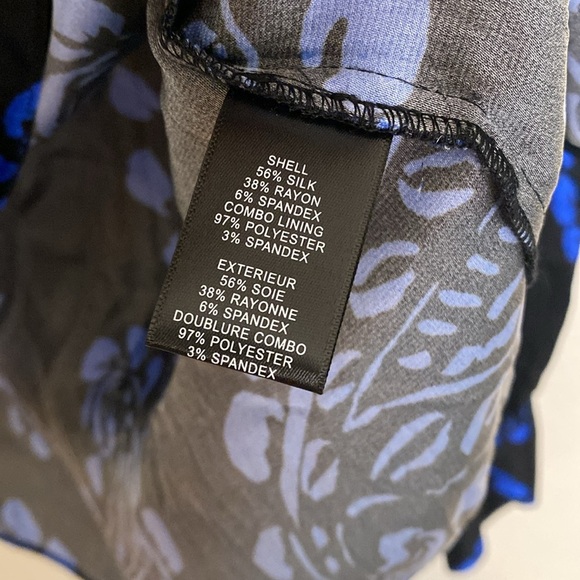 SHELL
56% SILK
38% RAYON
6% SPANDEX
COMBO LINING
97% POLYESTER
3% SPANDEX
EXTERIEUR
56% SOIE
38% RAYONNE
6% SPANDEX
DOUBLURE COMBO
97% POLYESTER
3% SPANDEX